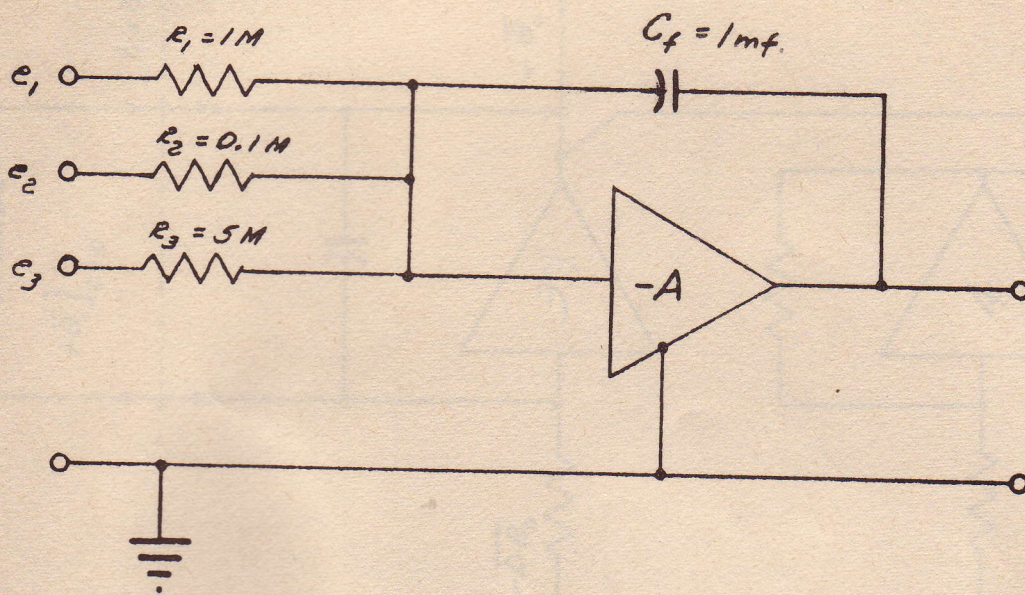 R₁ = 1M
Cf = 1mf.
e₁
R₂ = 0.1M
e₂
R₃ = 5M
e₃
-A